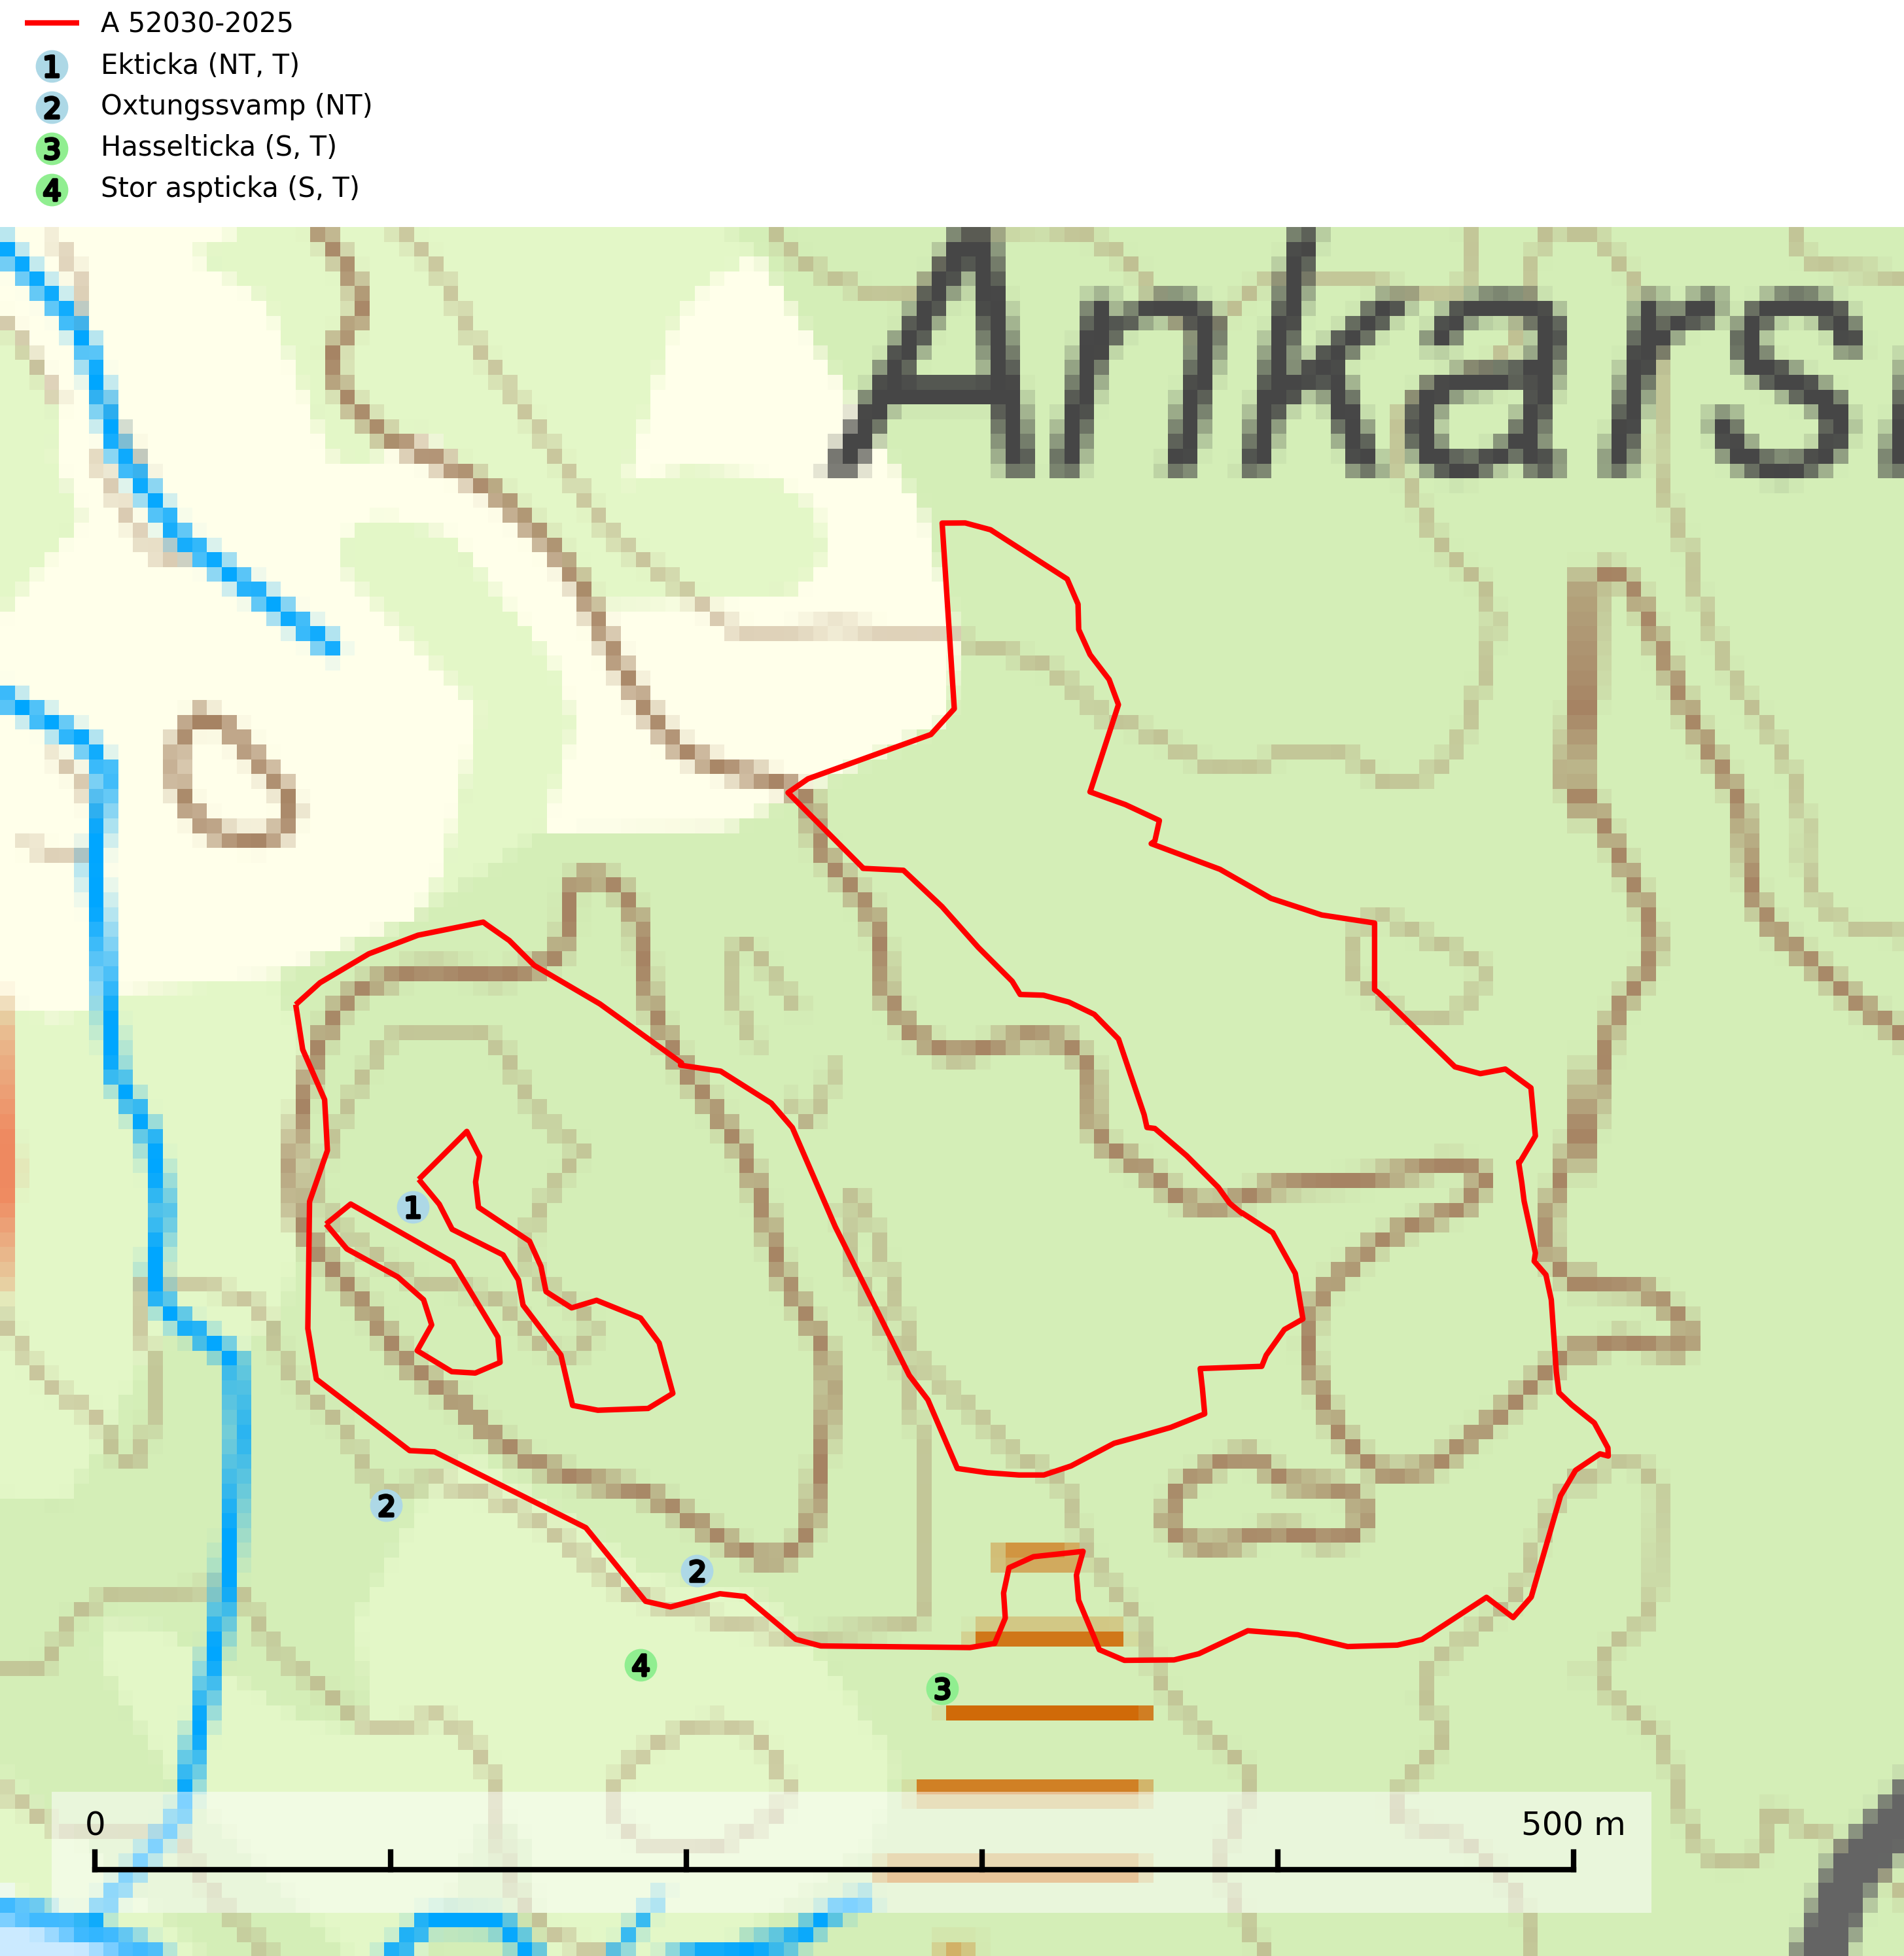 A 52030-2025
1 Ekticka (NT, T)
2 Oxtungssvamp (NT)
3 Hasselticka (S, T)
4 Stor aspticka (S, T)
Ankars
1
2
2
4
3
0 500 m